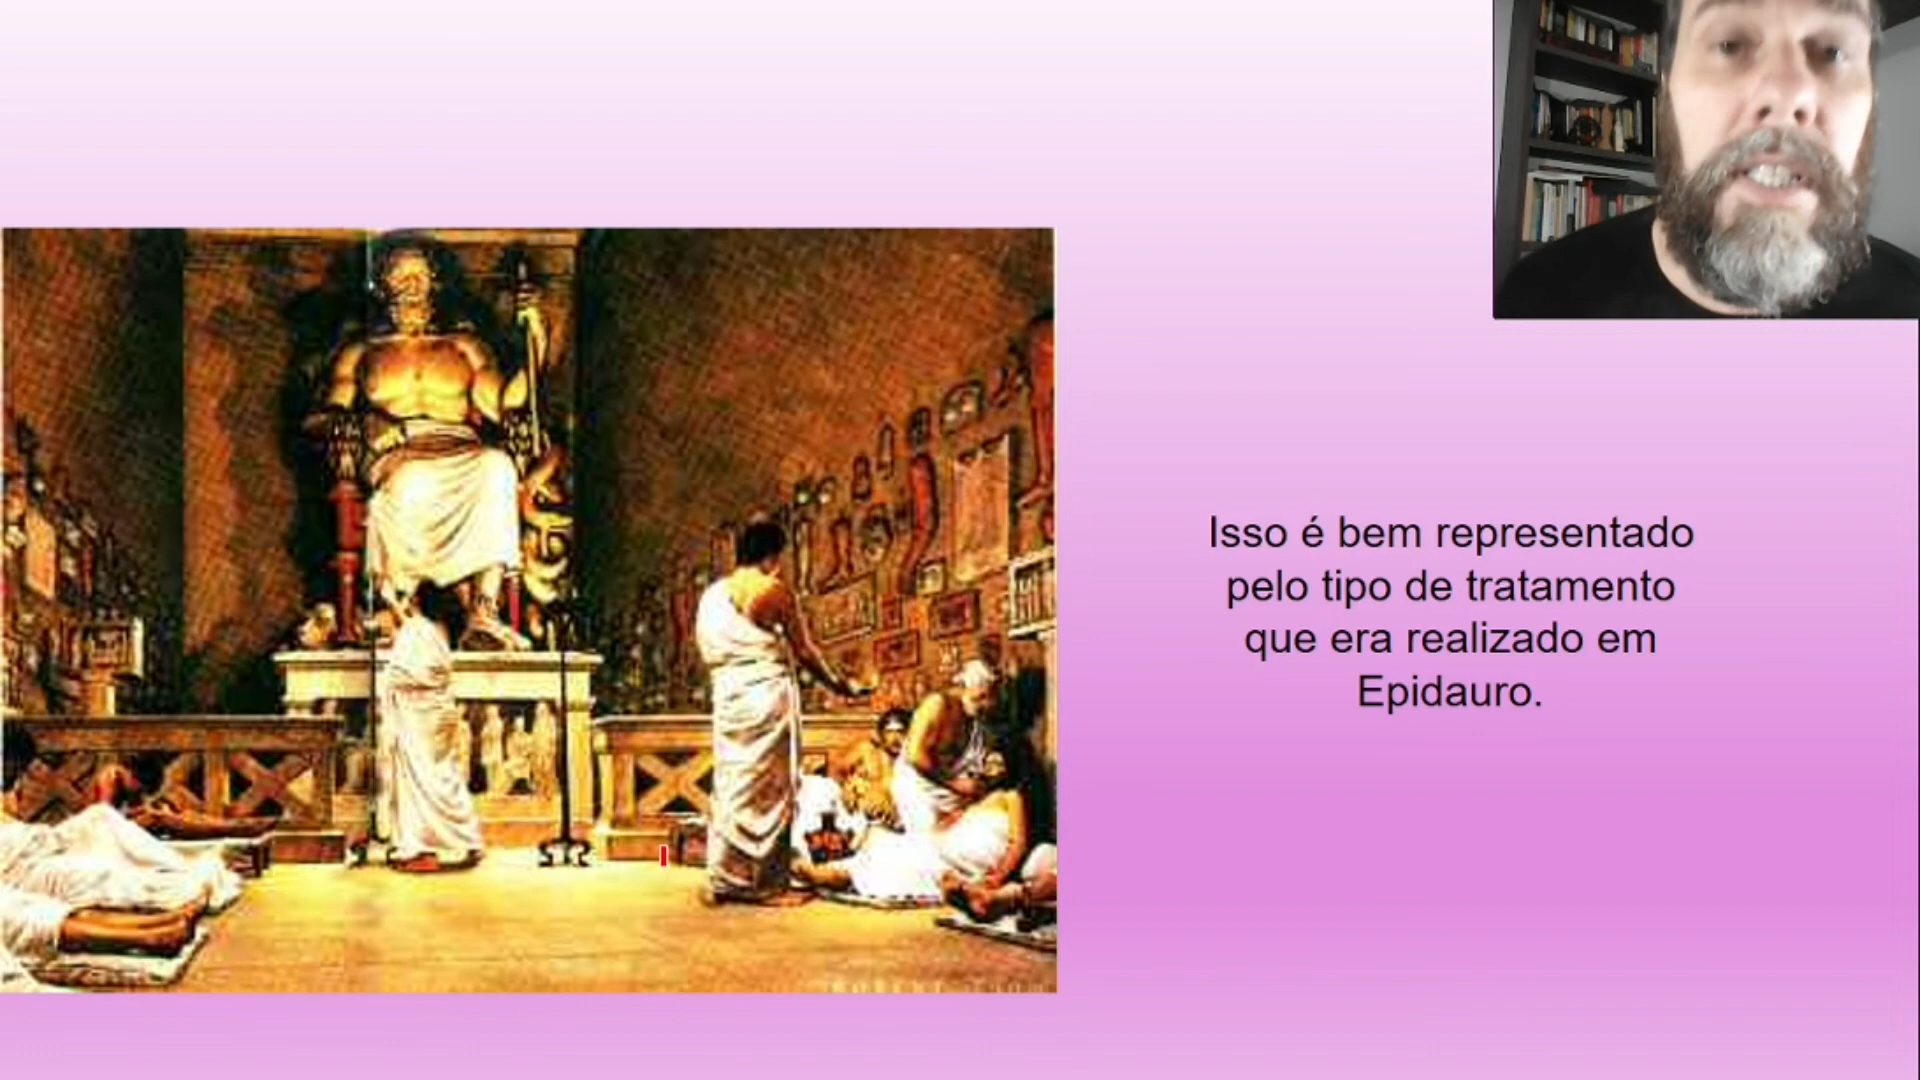 Isso é bem representado
pelo tipo de tratamento
que era realizado em
Epidauro.